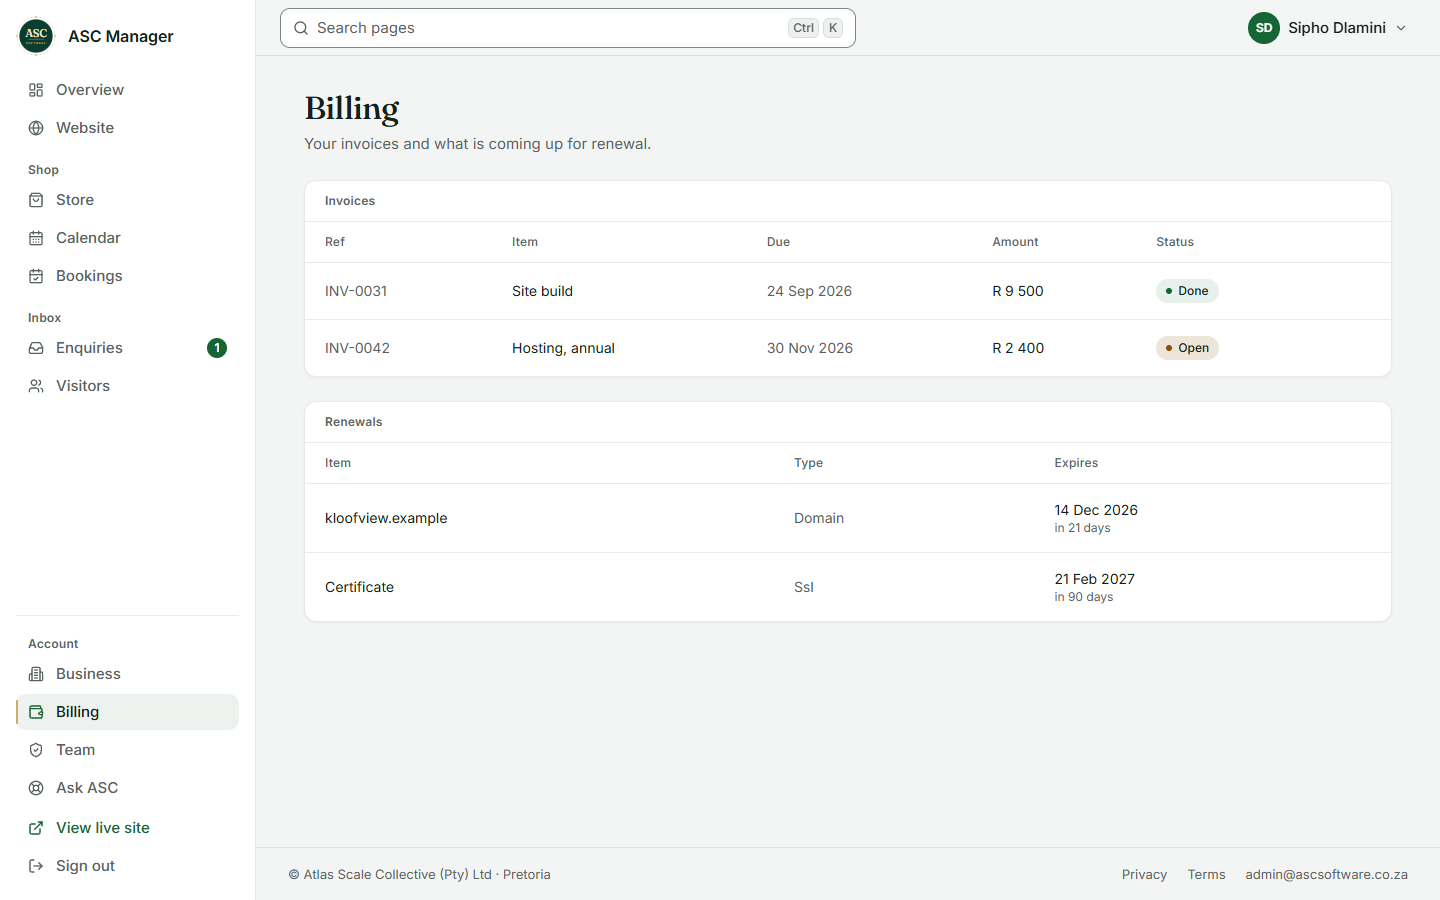 ASC
SOFTWARE
ASC Manager
Search pages
Ctrl K
SD
Sipho Dlamini
Overview
Website
Shop
Store
Calendar
Bookings
Inbox
Enquiries 1
Visitors
Account
Business
Billing
Team
Ask ASC
View live site
Sign out
Billing
Your invoices and what is coming up for renewal.
Invoices
Ref Item Due Amount Status
INV-0031 Site build 24 Sep 2026 R 9 500 Done
INV-0042 Hosting, annual 30 Nov 2026 R 2 400 Open
Renewals
Item Type Expires
kloofview.example Domain 14 Dec 2026
in 21 days
Certificate Ssl 21 Feb 2027
in 90 days
© Atlas Scale Collective (Pty) Ltd · Pretoria
Privacy Terms admin@ascsoftware.co.za